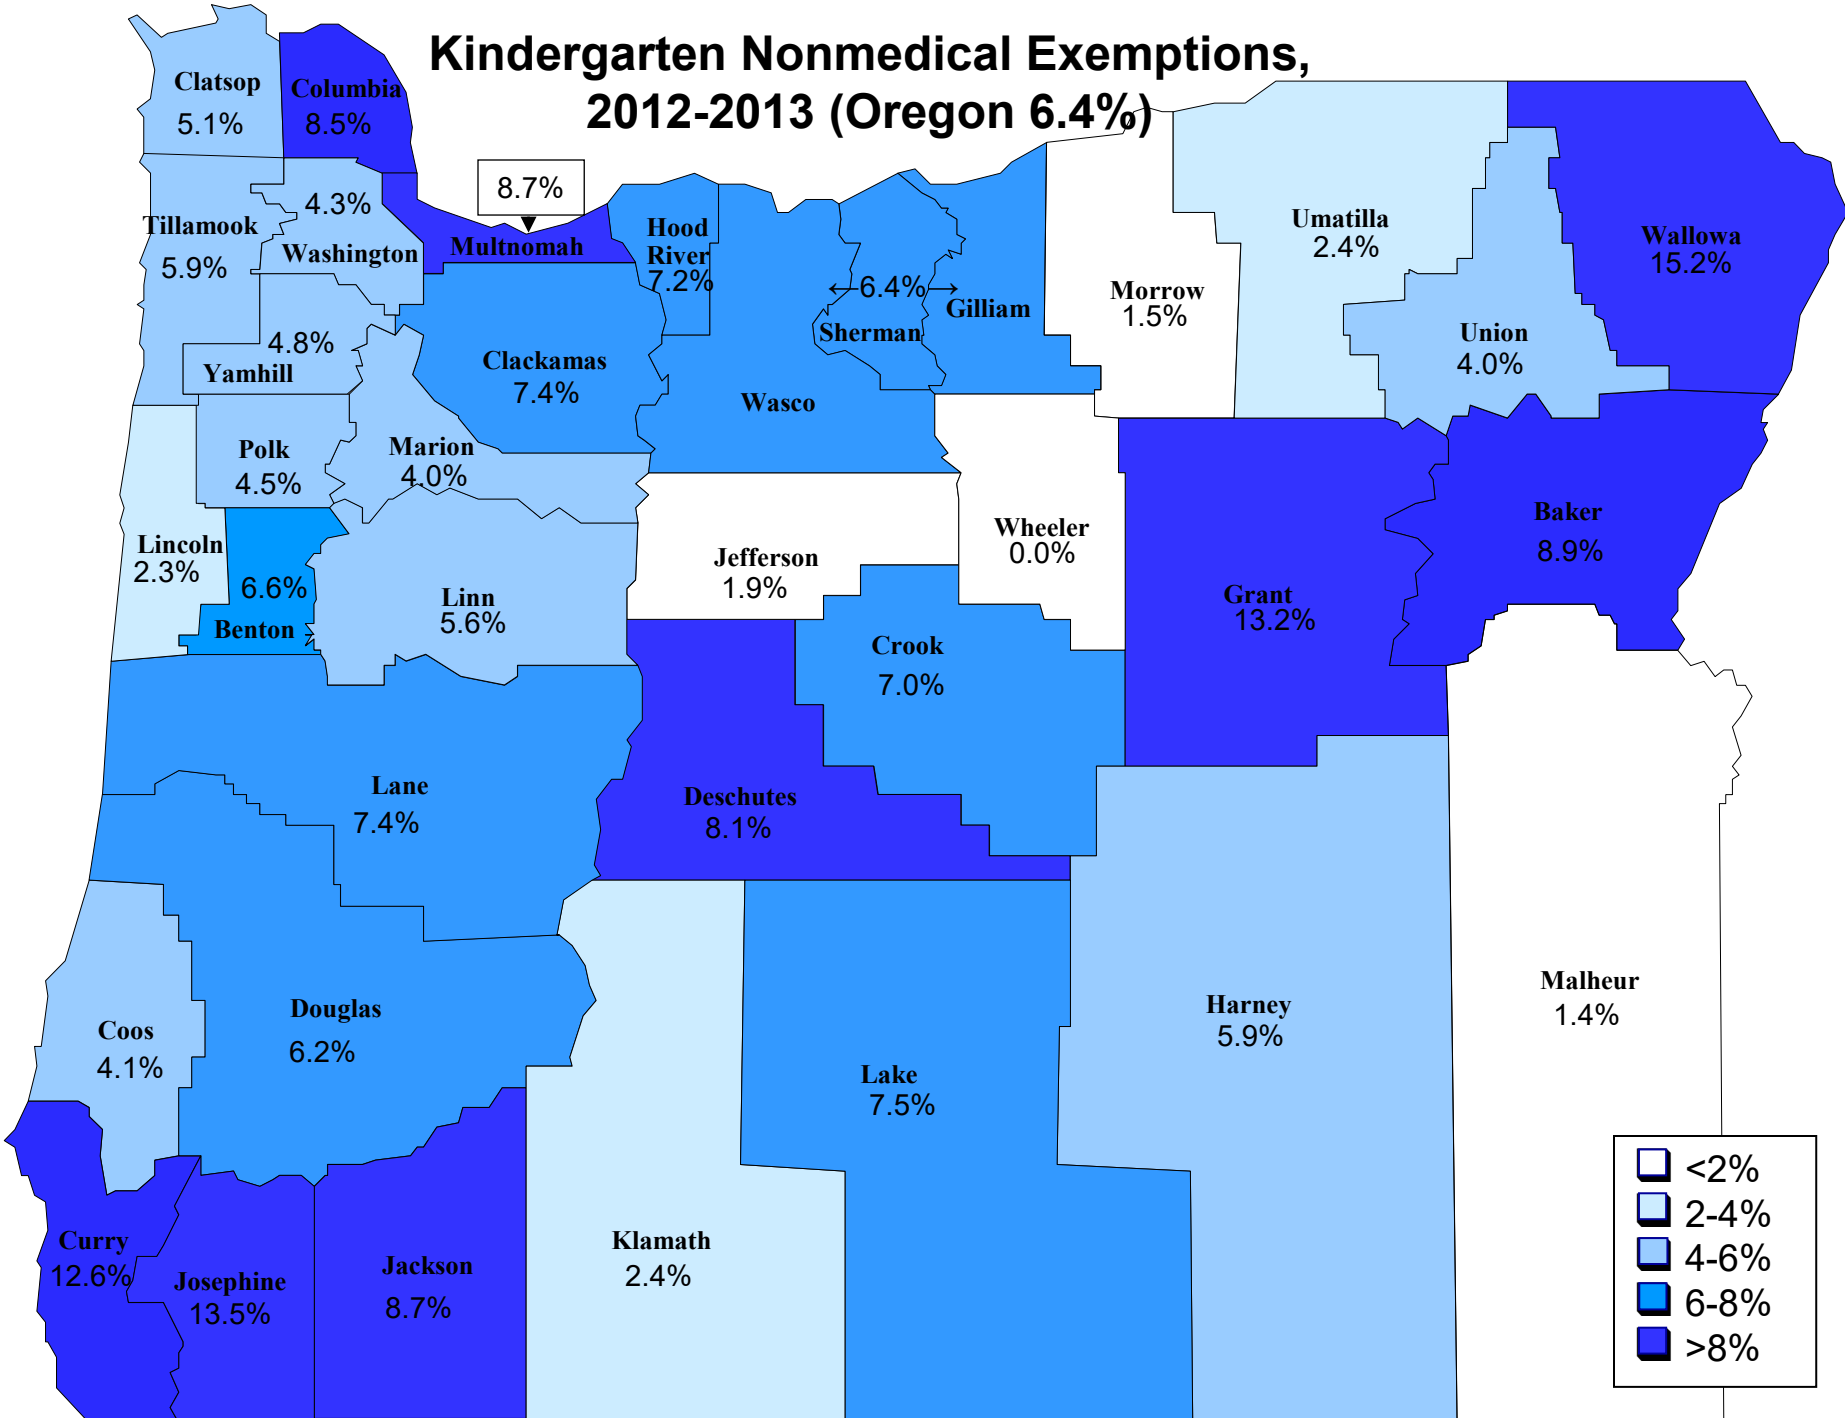 Kindergarten Nonmedical Exemptions,
2012-2013 (Oregon 6.4%)
Clatsop
5.1%
Columbia
8.5%
8.7%
Multnomah
Tillamook
5.9%
4.3%
Washington
4.8%
Yamhill
Clackamas
7.4%
Hood
River
7.2%
Wasco
6.4%
Sherman
Gilliam
Morrow
1.5%
Umatilla
2.4%
Union
4.0%
Wallowa
15.2%
Polk
4.5%
Marion
4.0%
Lincoln
2.3%
6.6%
Benton
Linn
5.6%
Jefferson
1.9%
Wheeler
0.0%
Grant
13.2%
Baker
8.9%
Crook
7.0%
Lane
7.4%
Deschutes
8.1%
Coos
4.1%
Douglas
6.2%
Lake
7.5%
Harney
5.9%
Malheur
1.4%
Curry
12.6%
Josephine
13.5%
Jackson
8.7%
Klamath
2.4%
<2%
2-4%
4-6%
6-8%
>8%